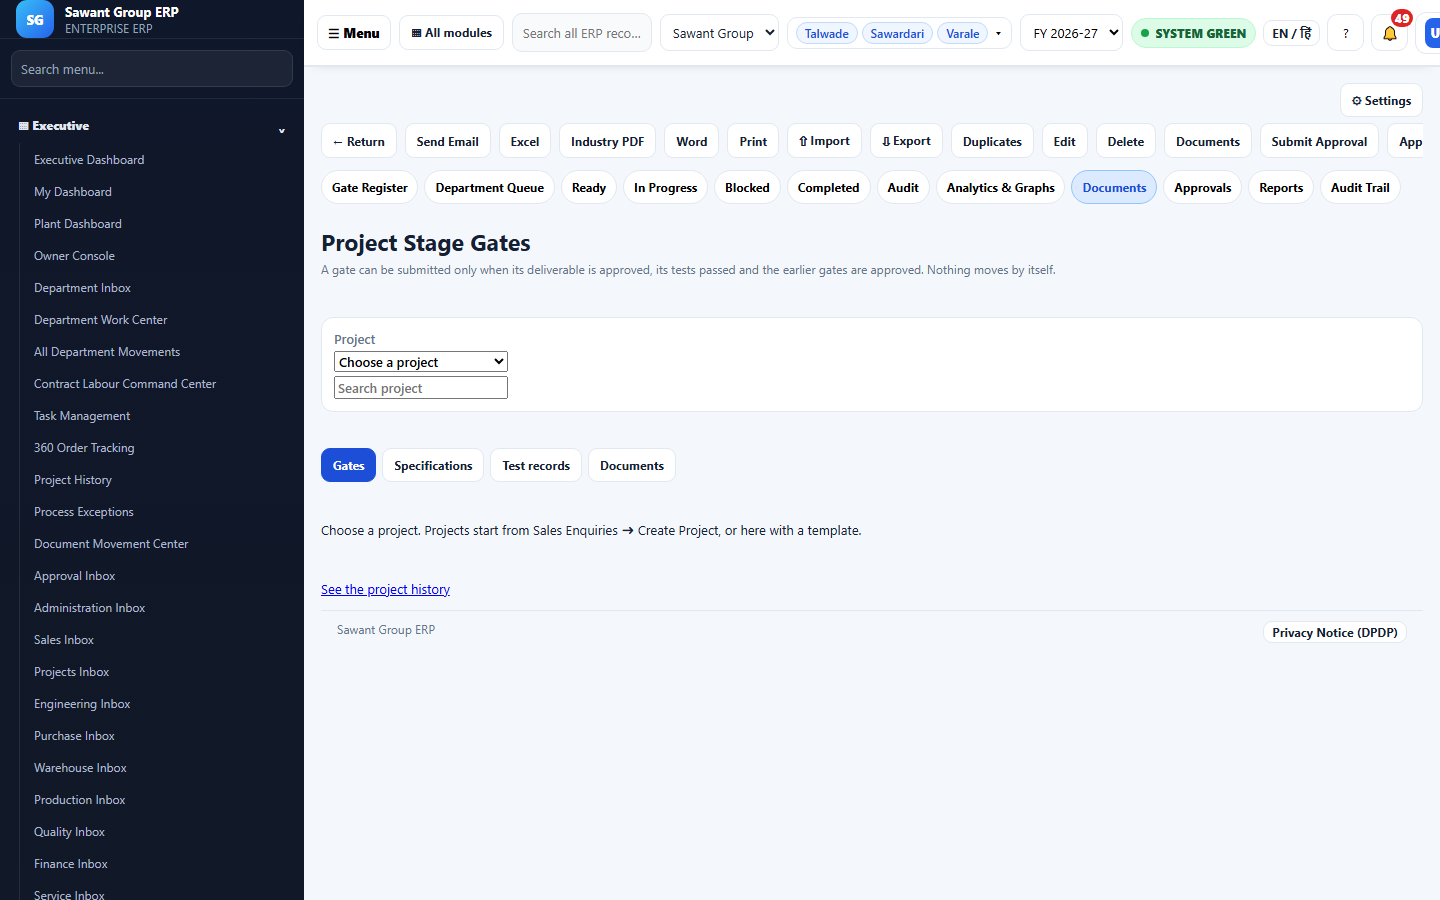 SG
Sawant Group ERP
ENTERPRISE ERP
Search menu...
Executive
Executive Dashboard
My Dashboard
Plant Dashboard
Owner Console
Department Inbox
Department Work Center
All Department Movements
Contract Labour Command Center
Task Management
360 Order Tracking
Project History
Process Exceptions
Document Movement Center
Approval Inbox
Administration Inbox
Sales Inbox
Projects Inbox
Engineering Inbox
Purchase Inbox
Warehouse Inbox
Production Inbox
Quality Inbox
Finance Inbox
Service Inbox
☰ Menu
All modules
Search all ERP reco...
Sawant Group
Talwade Sawardari Varale
FY 2026-27
SYSTEM GREEN
EN / हिं
?
49
U
⚙ Settings
← Return
Send Email
Excel
Industry PDF
Word
Print
⇧ Import
⇩ Export
Duplicates
Edit
Delete
Documents
Submit Approval
App
Gate Register
Department Queue
Ready
In Progress
Blocked
Completed
Audit
Analytics & Graphs
Documents
Approvals
Reports
Audit Trail
Project Stage Gates
A gate can be submitted only when its deliverable is approved, its tests passed and the earlier gates are approved. Nothing moves by itself.
Project
Choose a project
Search project
Gates
Specifications
Test records
Documents
Choose a project. Projects start from Sales Enquiries → Create Project, or here with a template.
See the project history
Sawant Group ERP
Privacy Notice (DPDP)